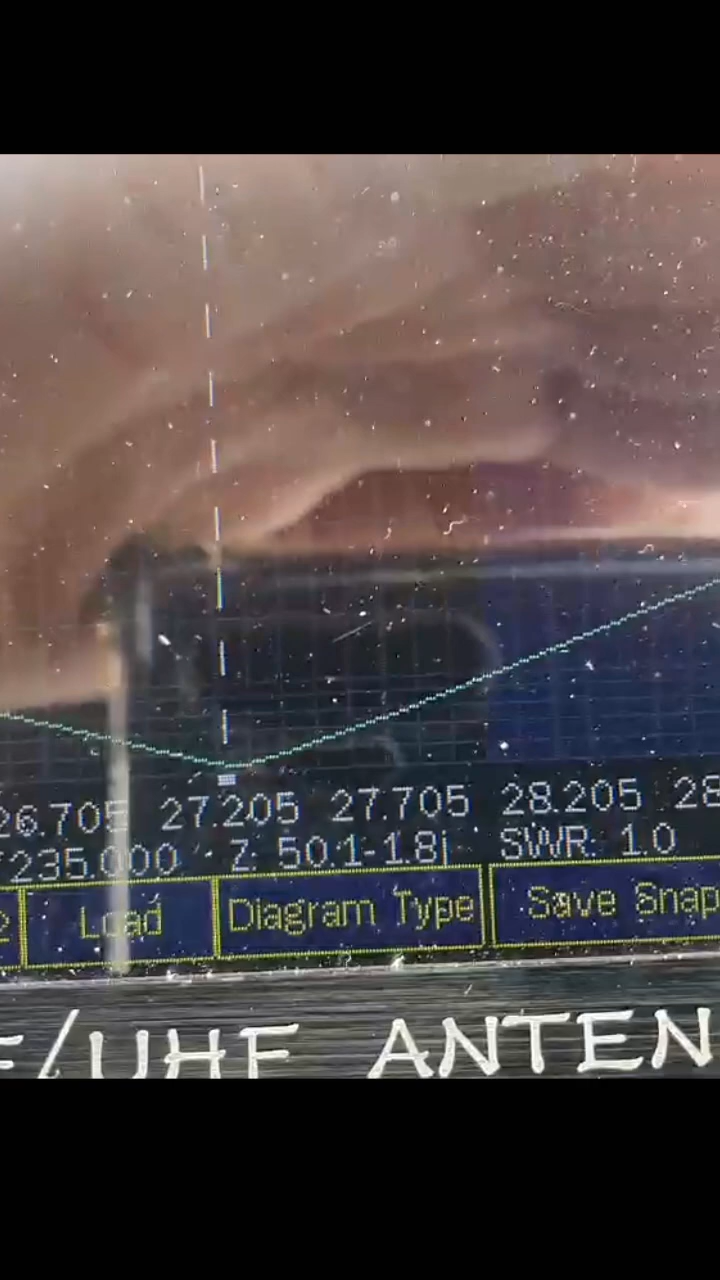 26.705 27.205 27.705 28.205 28
235.000 Z: 50.1-1.8j SWR: 1.0
Load Diagram Type Save Snap
F/UHF ANTEN